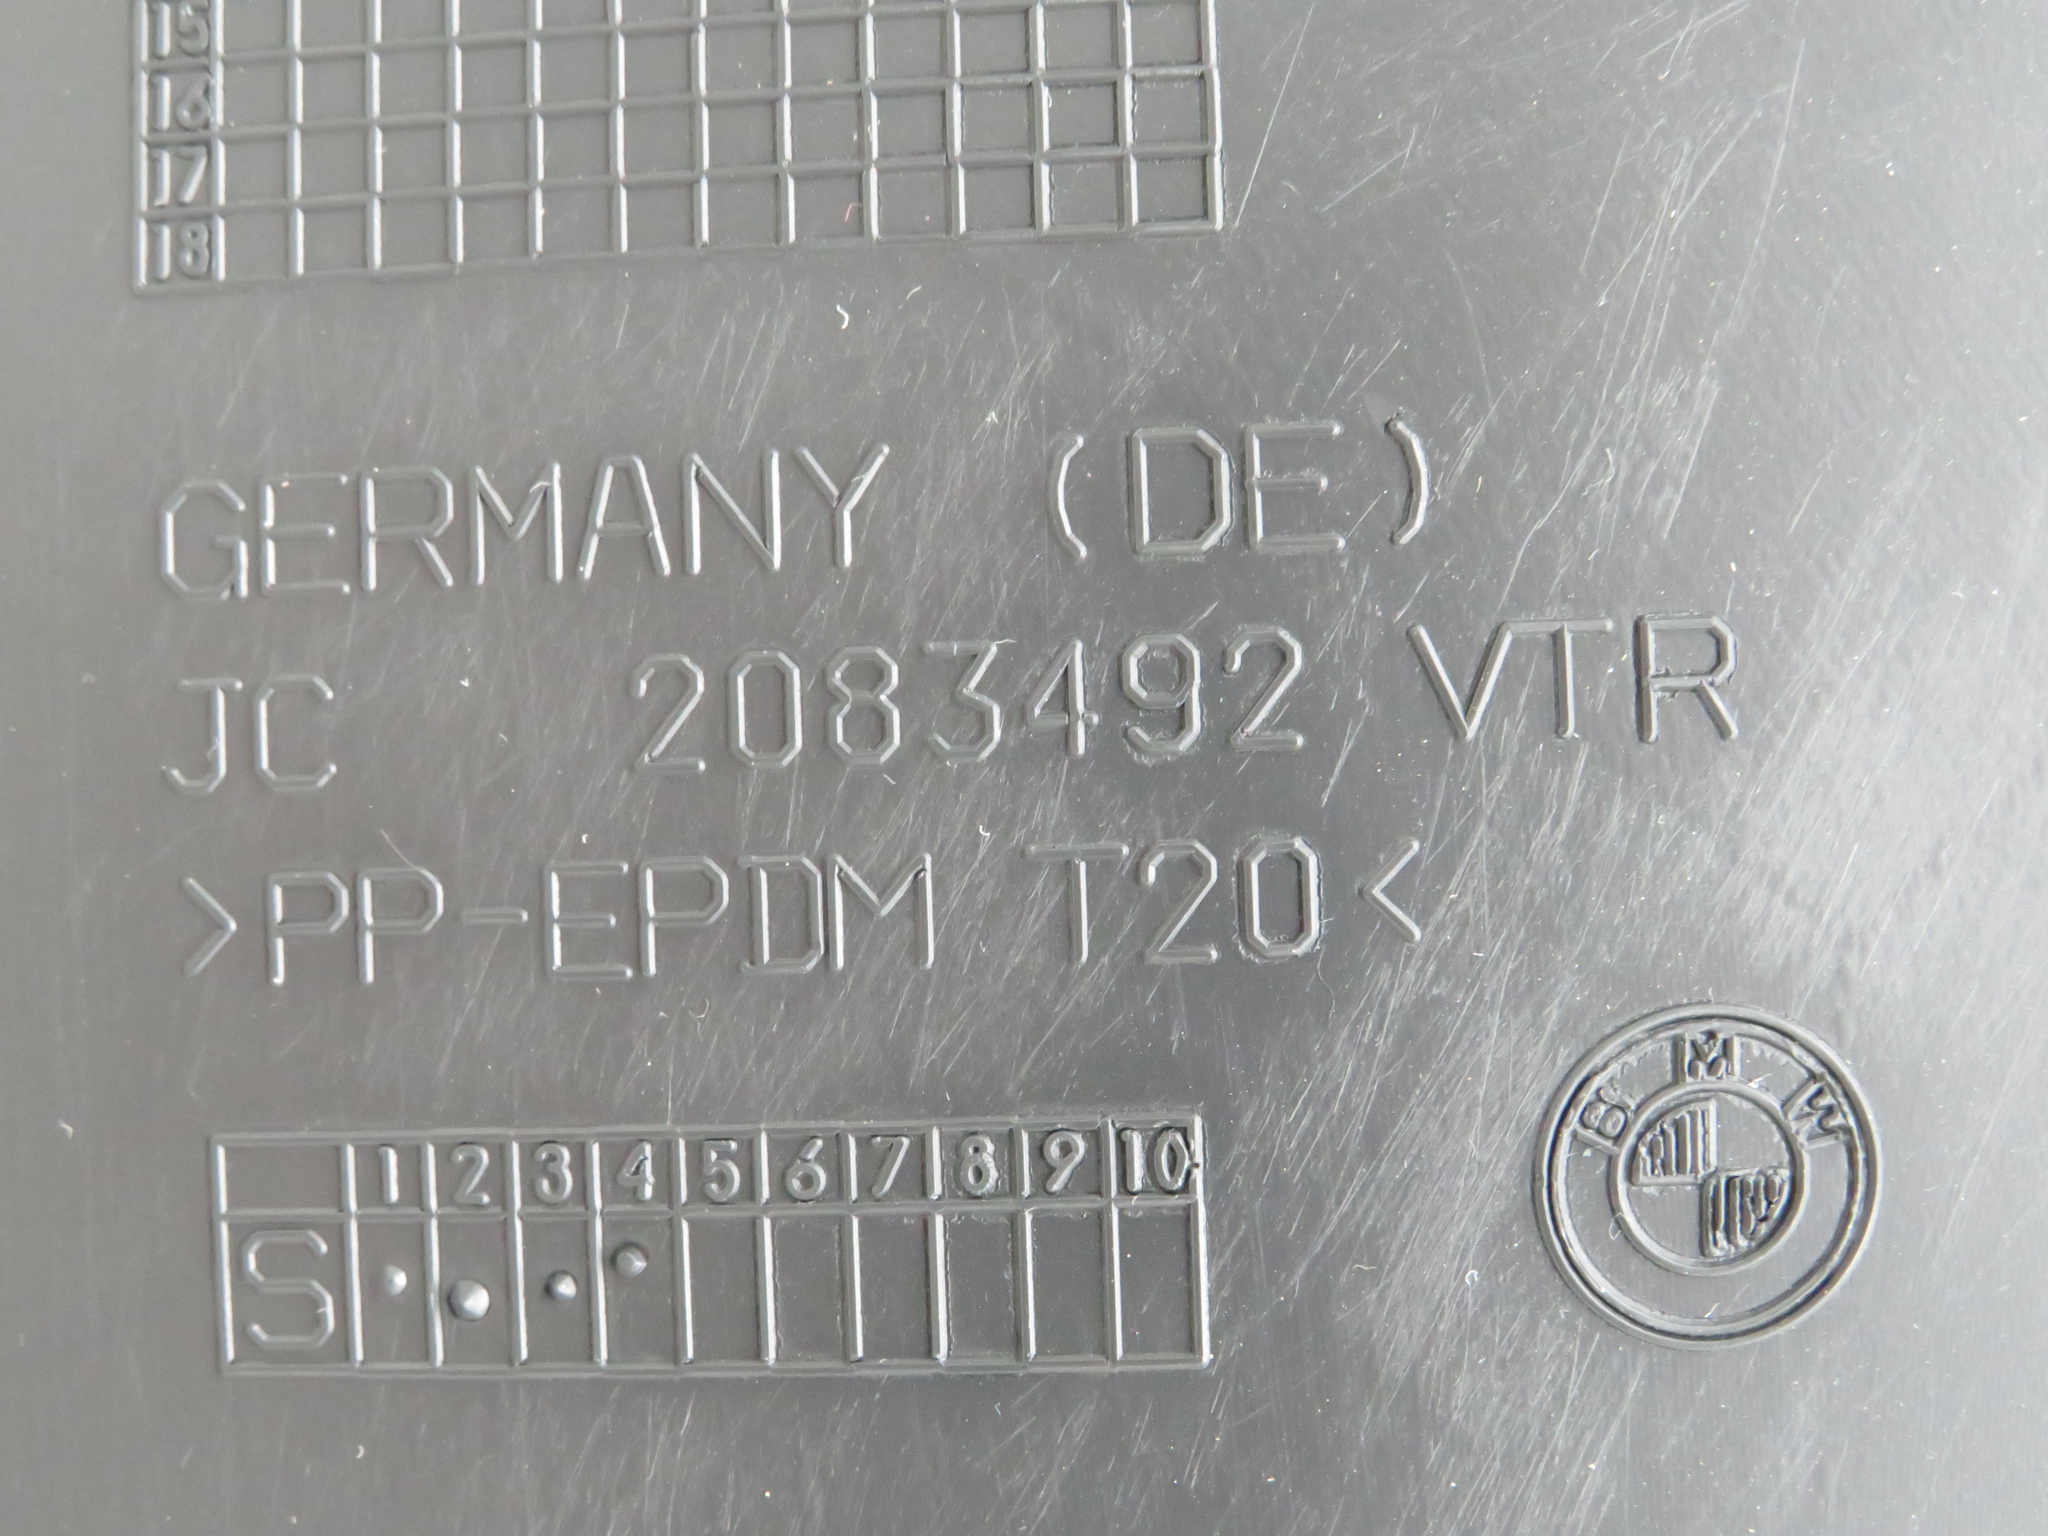 15
16
17
18
GERMANY (DE)
JC 2083492 VTR
>PP-EPDM T20<
BMW
1 2 3 4 5 6 7 8 9 10
S